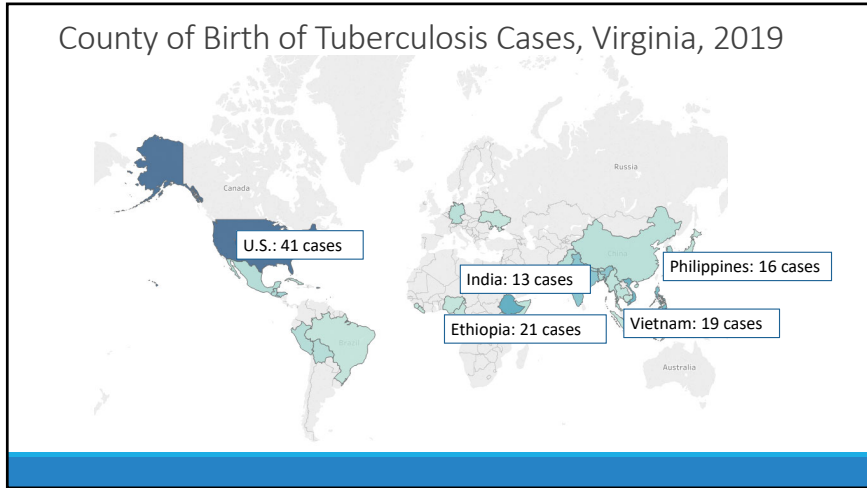 County of Birth of Tuberculosis Cases, Virginia, 2019
Russia
Canada
U.S.: 41 cases
China
Philippines: 16 cases
India: 13 cases
Ethiopia: 21 cases
Vietnam: 19 cases
Brazil
Australia